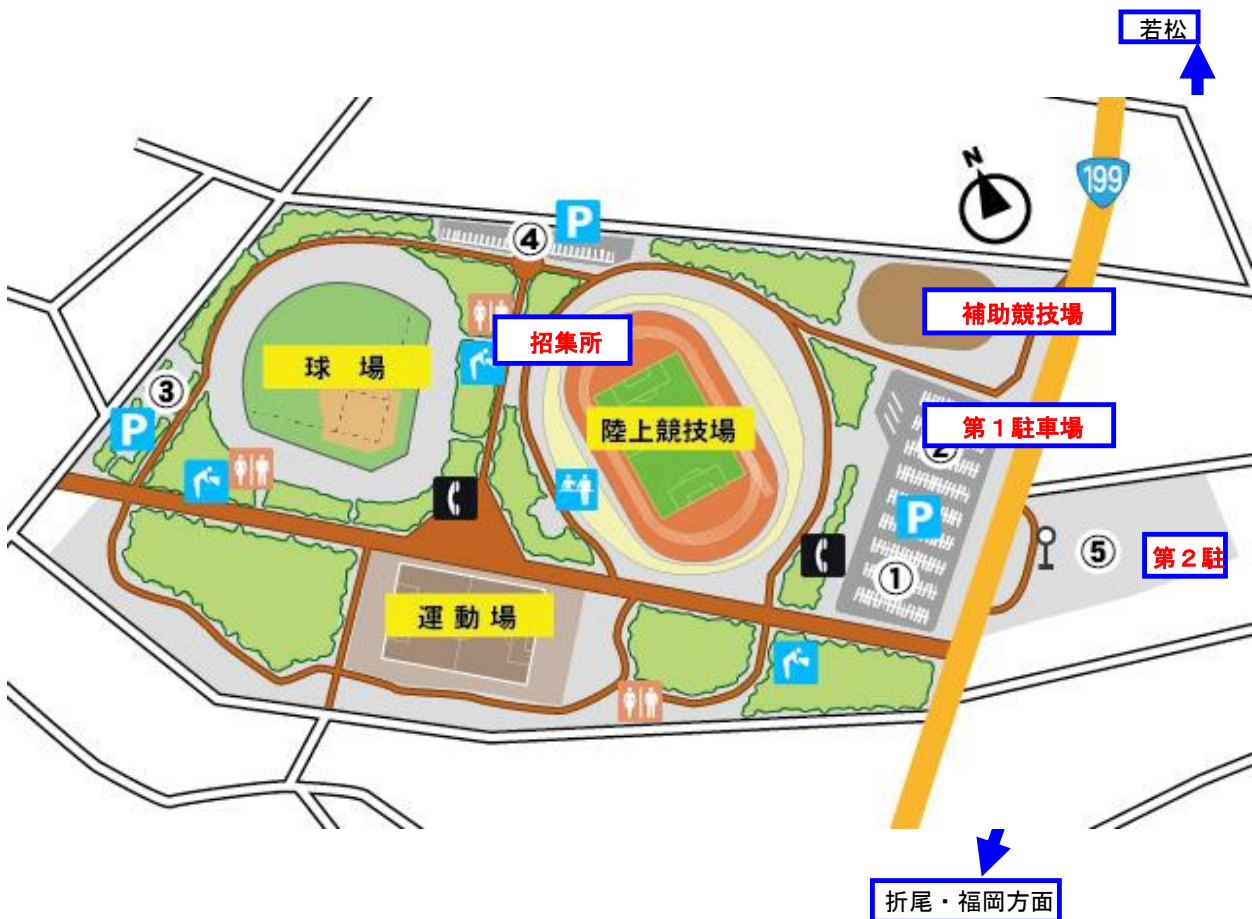 若松
N
199
P
④
補助競技場
招集所
球　場
③
P
陸上競技場
第１駐車場
②
P
⑤
第２駐
①
運 動 場
折尾・福岡方面